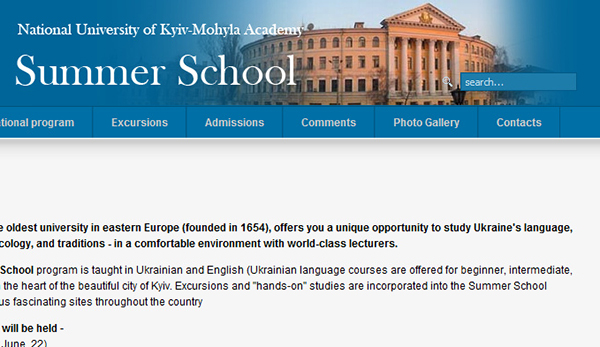 National University of Kyiv-Mohyla Academy
Summer School
search...
tional program Excursions Admissions Comments Photo Gallery Contacts
e oldest university in eastern Europe (founded in 1654), offers you a unique opportunity to study Ukraine's language,
cology, and traditions - in a comfortable environment with world-class lecturers.
School program is taught in Ukrainian and English (Ukrainian language courses are offered for beginner, intermediate,
the heart of the beautiful city of Kyiv. Excursions and "hands-on" studies are incorporated into the Summer School
us fascinating sites throughout the country
will be held -
June, 22)